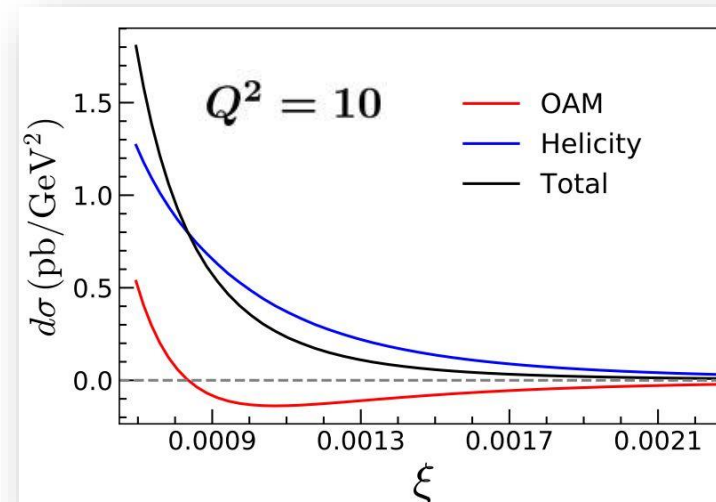 Q² = 10
OAM
Helicity
Total
dσ (pb/GeV²)
1.5
1.0
0.5
0.0
0.0009 0.0013 0.0017 0.0021
ξ